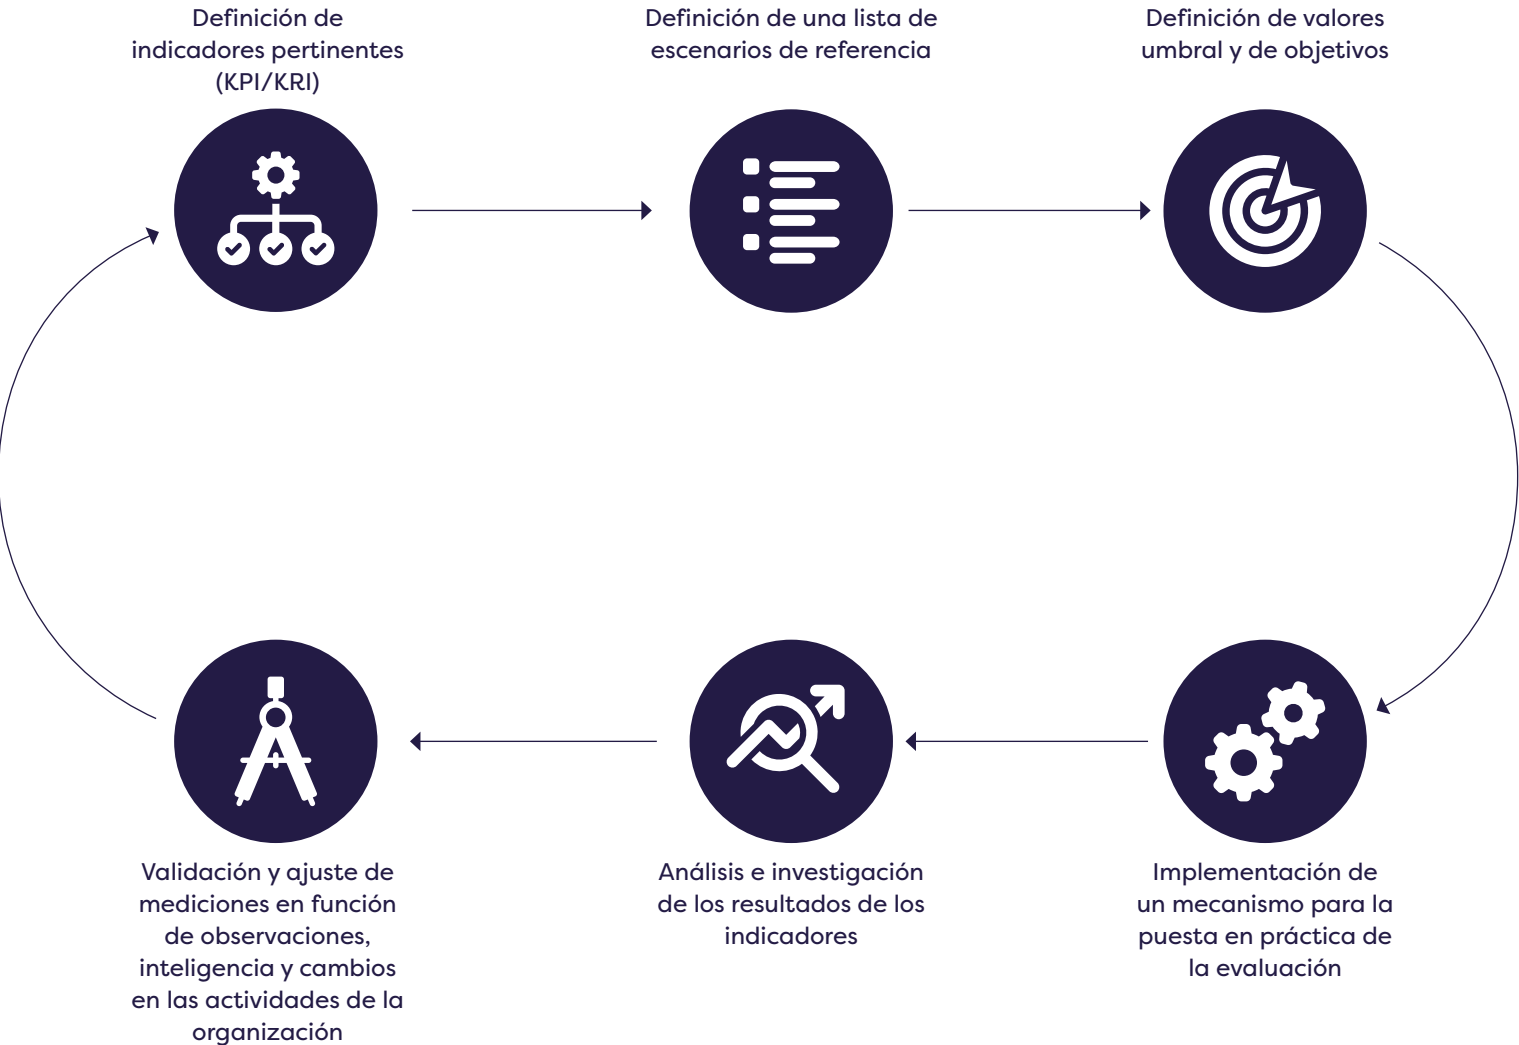 Definición de
indicadores pertinentes
(KPI/KRI)
Definición de una lista de
escenarios de referencia
Definición de valores
umbral y de objetivos
Implementación de
un mecanismo para la
puesta en práctica de
la evaluación
Análisis e investigación
de los resultados de los
indicadores
Validación y ajuste de
mediciones en función
de observaciones,
inteligencia y cambios
en las actividades de la
organización